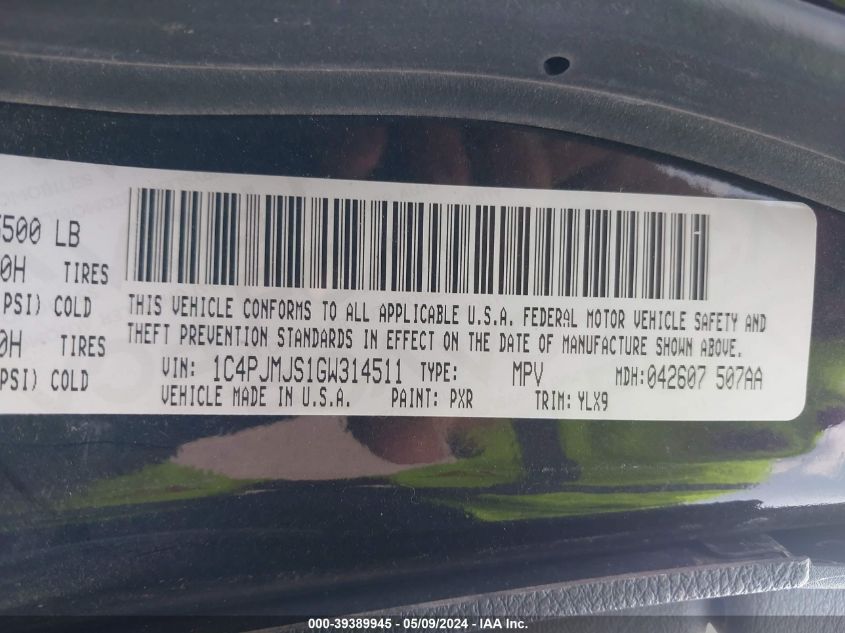 500 LB
0H TIRES
PSI) COLD
0H TIRES
PSI) COLD
THIS VEHICLE CONFORMS TO ALL APPLICABLE U.S.A. FEDERAL MOTOR VEHICLE SAFETY AND
THEFT PREVENTION STANDARDS IN EFFECT ON THE DATE OF MANUFACTURE SHOWN ABOVE.
VIN: 1C4PJMJS1GW314511 TYPE: MPV MDH: 042607 507AA
VEHICLE MADE IN U.S.A. PAINT: PXR TRIM: YLX9
000-39389945 - 05/09/2024 - IAA Inc.